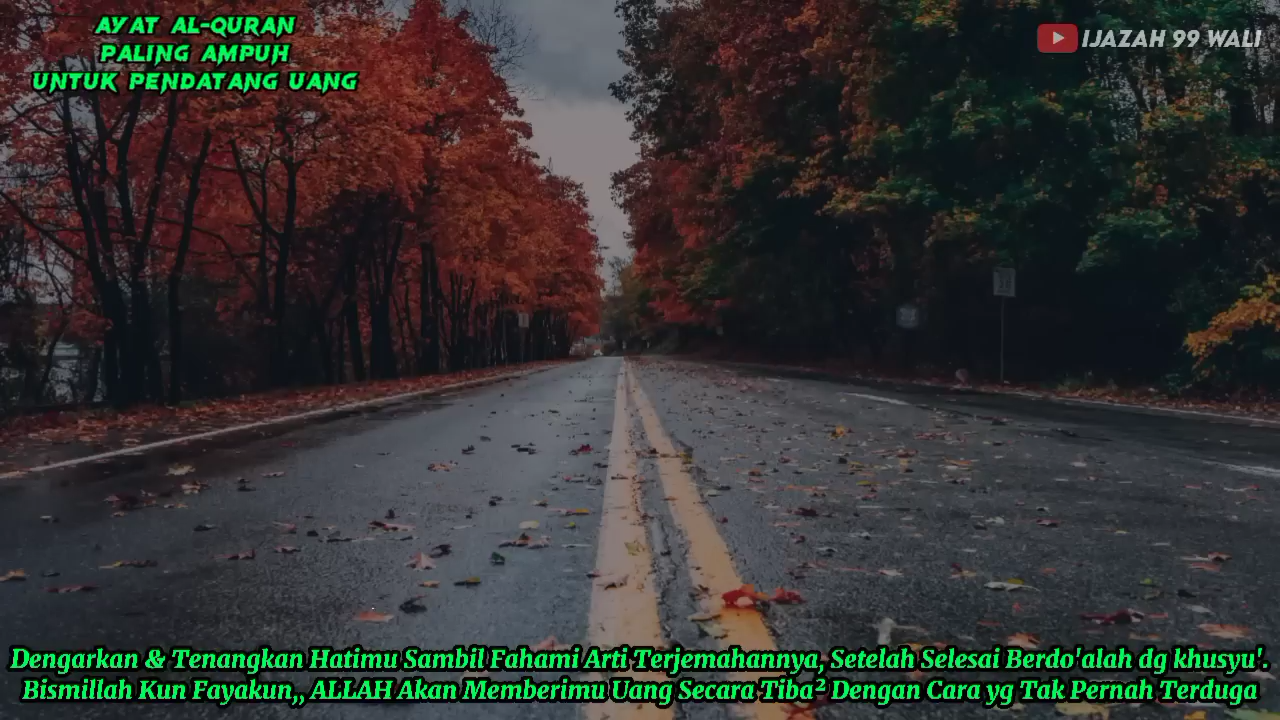 AYAT AL-QURAN
PALING AMPUH
UNTUK PENDATANG UANG
IJAZAH 99 WALI
Dengarkan & Tenangkan Hatimu Sambil Fahami Arti Terjemahannya, Setelah Selesai Berdo'alah dg khusyu'.
Bismillah Kun Fayakun,, ALLAH Akan Memberimu Uang Secara Tiba² Dengan Cara yg Tak Pernah Terduga